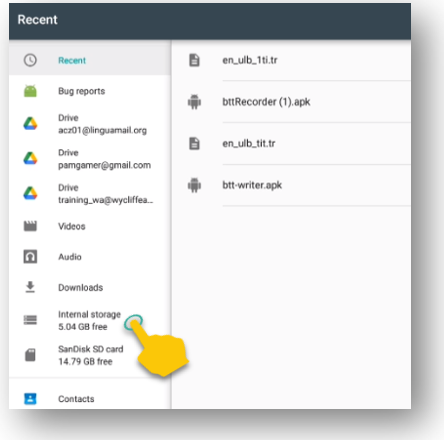 Recent
Recent
Bug reports
Drive
acz01@linguamail.org
Drive
pamgamer@gmail.com
Drive
training_wa@wycliffea...
Videos
Audio
Downloads
Internal storage
5.04 GB free
SanDisk SD card
14.79 GB free
Contacts
en_ulb_1ti.tr
bttRecorder (1).apk
en_ulb_tit.tr
btt-writer.apk